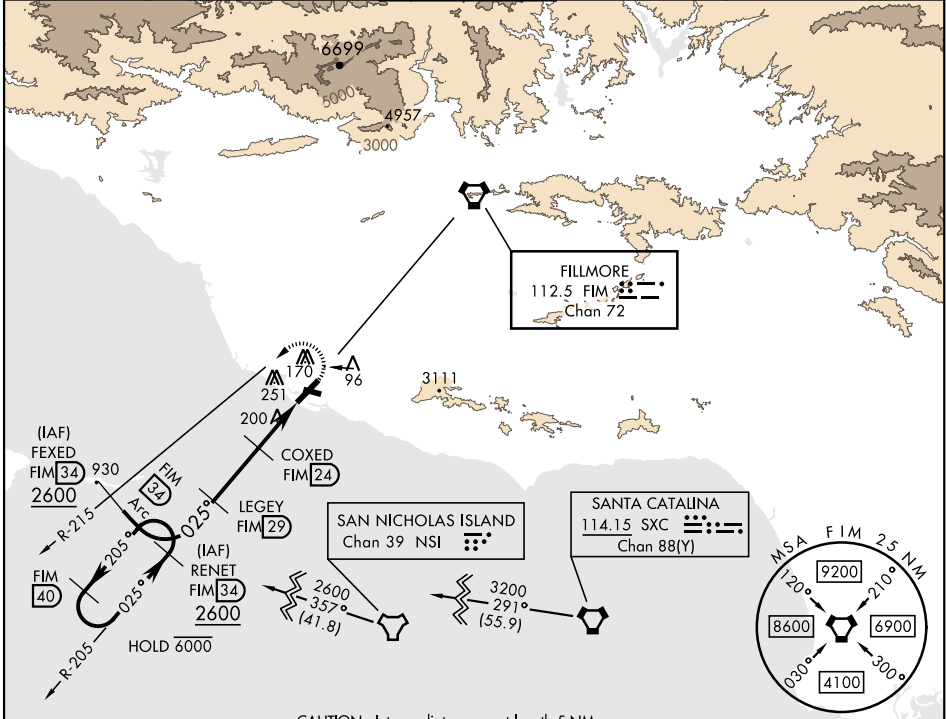 6699
5000
4957
3000
FILLMORE
112.5 FIM
Chan 72
170
96
251
3111
200
(IAF)
FEXED
FIM 34
2600
930
FIM
34
Arc
COXED
FIM 24
R-215
025°
LEGEY
FIM 29
205°
(IAF)
RENET
FIM 34
2600
FIM
40
025°
R-205
HOLD 6000
SAN NICHOLAS ISLAND
Chan 39 NSI
2600
357°
(41.8)
SANTA CATALINA
114.15 SXC
Chan 88(Y)
3200
291°
(55.9)
MSA FIM 25 NM
120°
9200
210°
8600
6900
030°
4100
300°